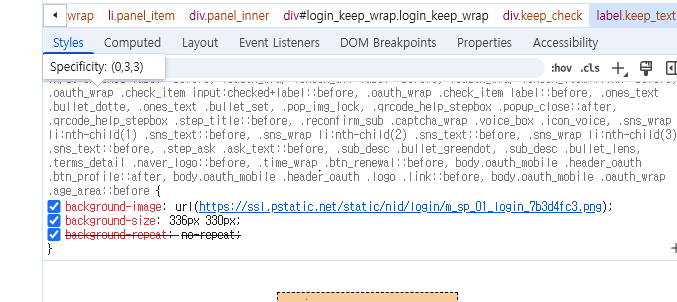 wrap li.panel_item div.panel_inner div#login_keep_wrap.login_keep_wrap div.keep_check label.keep_text
Styles Computed Layout Event Listeners DOM Breakpoints Properties Accessibility
Specificity: (0,3,3)
:hov .cls
.oauth_wrap .check_item input:checked+label::before, .oauth_wrap .check_item label::before, .ones_text
.bullet_dotte, .ones_text .bullet_set, .pop_img_lock, .qrcode_help_stepbox .popup_close::after,
.qrcode_help_stepbox .step_title::before, .reconfirm_sub .captcha_wrap .voice_box .icon_voice, .sns_wrap
li:nth-child(1) .sns_text::before, .sns_wrap li:nth-child(2) .sns_text::before, .sns_wrap li:nth-child(3)
.sns_text::before, .step_ask .ask_text::before, .sub_desc .bullet_greendot, .sub_desc .bullet_lens,
.terms_detail .naver_logo::before, .time_wrap .btn_renewal::before, body.oauth_mobile .header_oauth
.btn_profile::after, body.oauth_mobile .header_oauth .logo .link::before, body.oauth_mobile .oauth_wrap
.age_area::before {
background-image: url(https://ssl.pstatic.net/static/nid/login/m_sp_01_login_7b3d4fc3.png);
background-size: 336px 330px;
background-repeat: no-repeat;
}